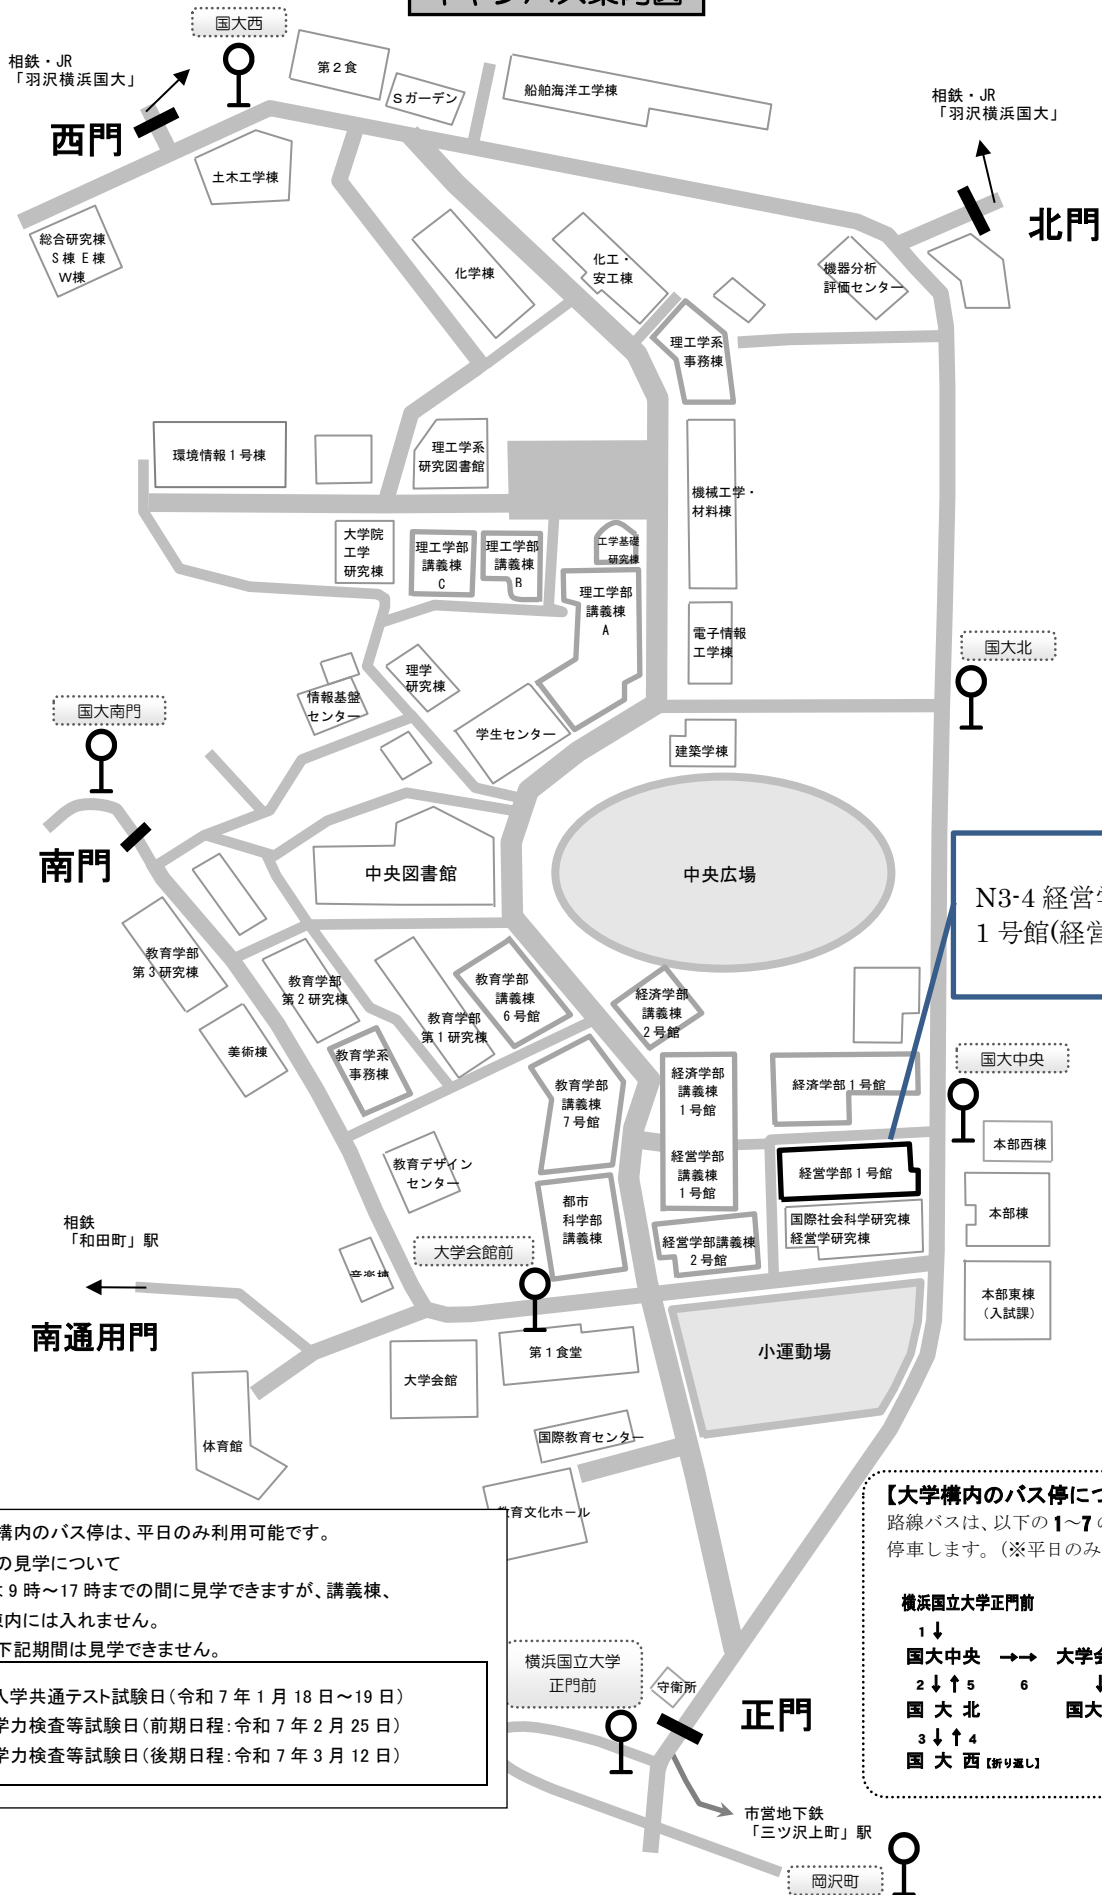 キャンパス案内図
国大西
相鉄・JR
「羽沢横浜国大」
西門
第２食
Ｓガーデン
船舶海洋工学棟
相鉄・JR
「羽沢横浜国大」
北門
土木工学棟
総合研究棟
Ｓ棟 Ｅ棟
Ｗ棟
化学棟
化工・
安工棟
機器分析
評価センター
理工学系
事務棟
環境情報１号棟
理工学系
研究図書館
機械工学・
材料棟
大学院
工学
研究棟
理工学部
講義棟
C
理工学部
講義棟
B
工学基礎
研究棟
理工学部
講義棟
A
電子情報
工学棟
国大北
理学
研究棟
情報基盤
センター
学生センター
建築学棟
国大南門
南門
中央図書館
中央広場
N3-4 経営学
１号館(経営
教育学部
第３研究棟
教育学部
第２研究棟
教育学部
第１研究棟
教育学部
講義棟
６号館
経済学部
講義棟
２号館
美術棟
教育学系
事務棟
教育学部
講義棟
７号館
経済学部
講義棟
１号館
経済学部１号館
国大中央
本部西棟
教育デザイン
センター
経営学部
講義棟
１号館
経営学部１号館
都市
科学部
講義棟
国際社会科学研究棟
経営学研究棟
本部棟
相鉄
「和田町」駅
大学会館前
経営学部講義棟
２号館
音楽棟
本部東棟
（入試課）
南通用門
第１食堂
小運動場
大学会館
体育館
国際教育センター
教育文化ホール
構内のバス停は、平日のみ利用可能です。
の見学について
は９時～17 時までの間に見学できますが、講義棟、
棟内には入れません。
下記期間は見学できません。
入学共通テスト試験日（令和 7 年 1 月 18 日～19 日）
学力検査等試験日（前期日程：令和 7 年 2 月 25 日）
学力検査等試験日（後期日程：令和 7 年 3 月 12 日）
【大学構内のバス停につ
路線バスは、以下の 1～7 の
停車します。（※平日のみ
横浜国立大学正門前
1 ↓
国大中央 →→ 大学会
2 ↓ ↑ 5 6 ↓
国 大 北 国大
3 ↓ ↑ 4
国 大 西【折り返し】
横浜国立大学
正門前
守衛所
正門
市営地下鉄
「三ツ沢上町」駅
岡沢町